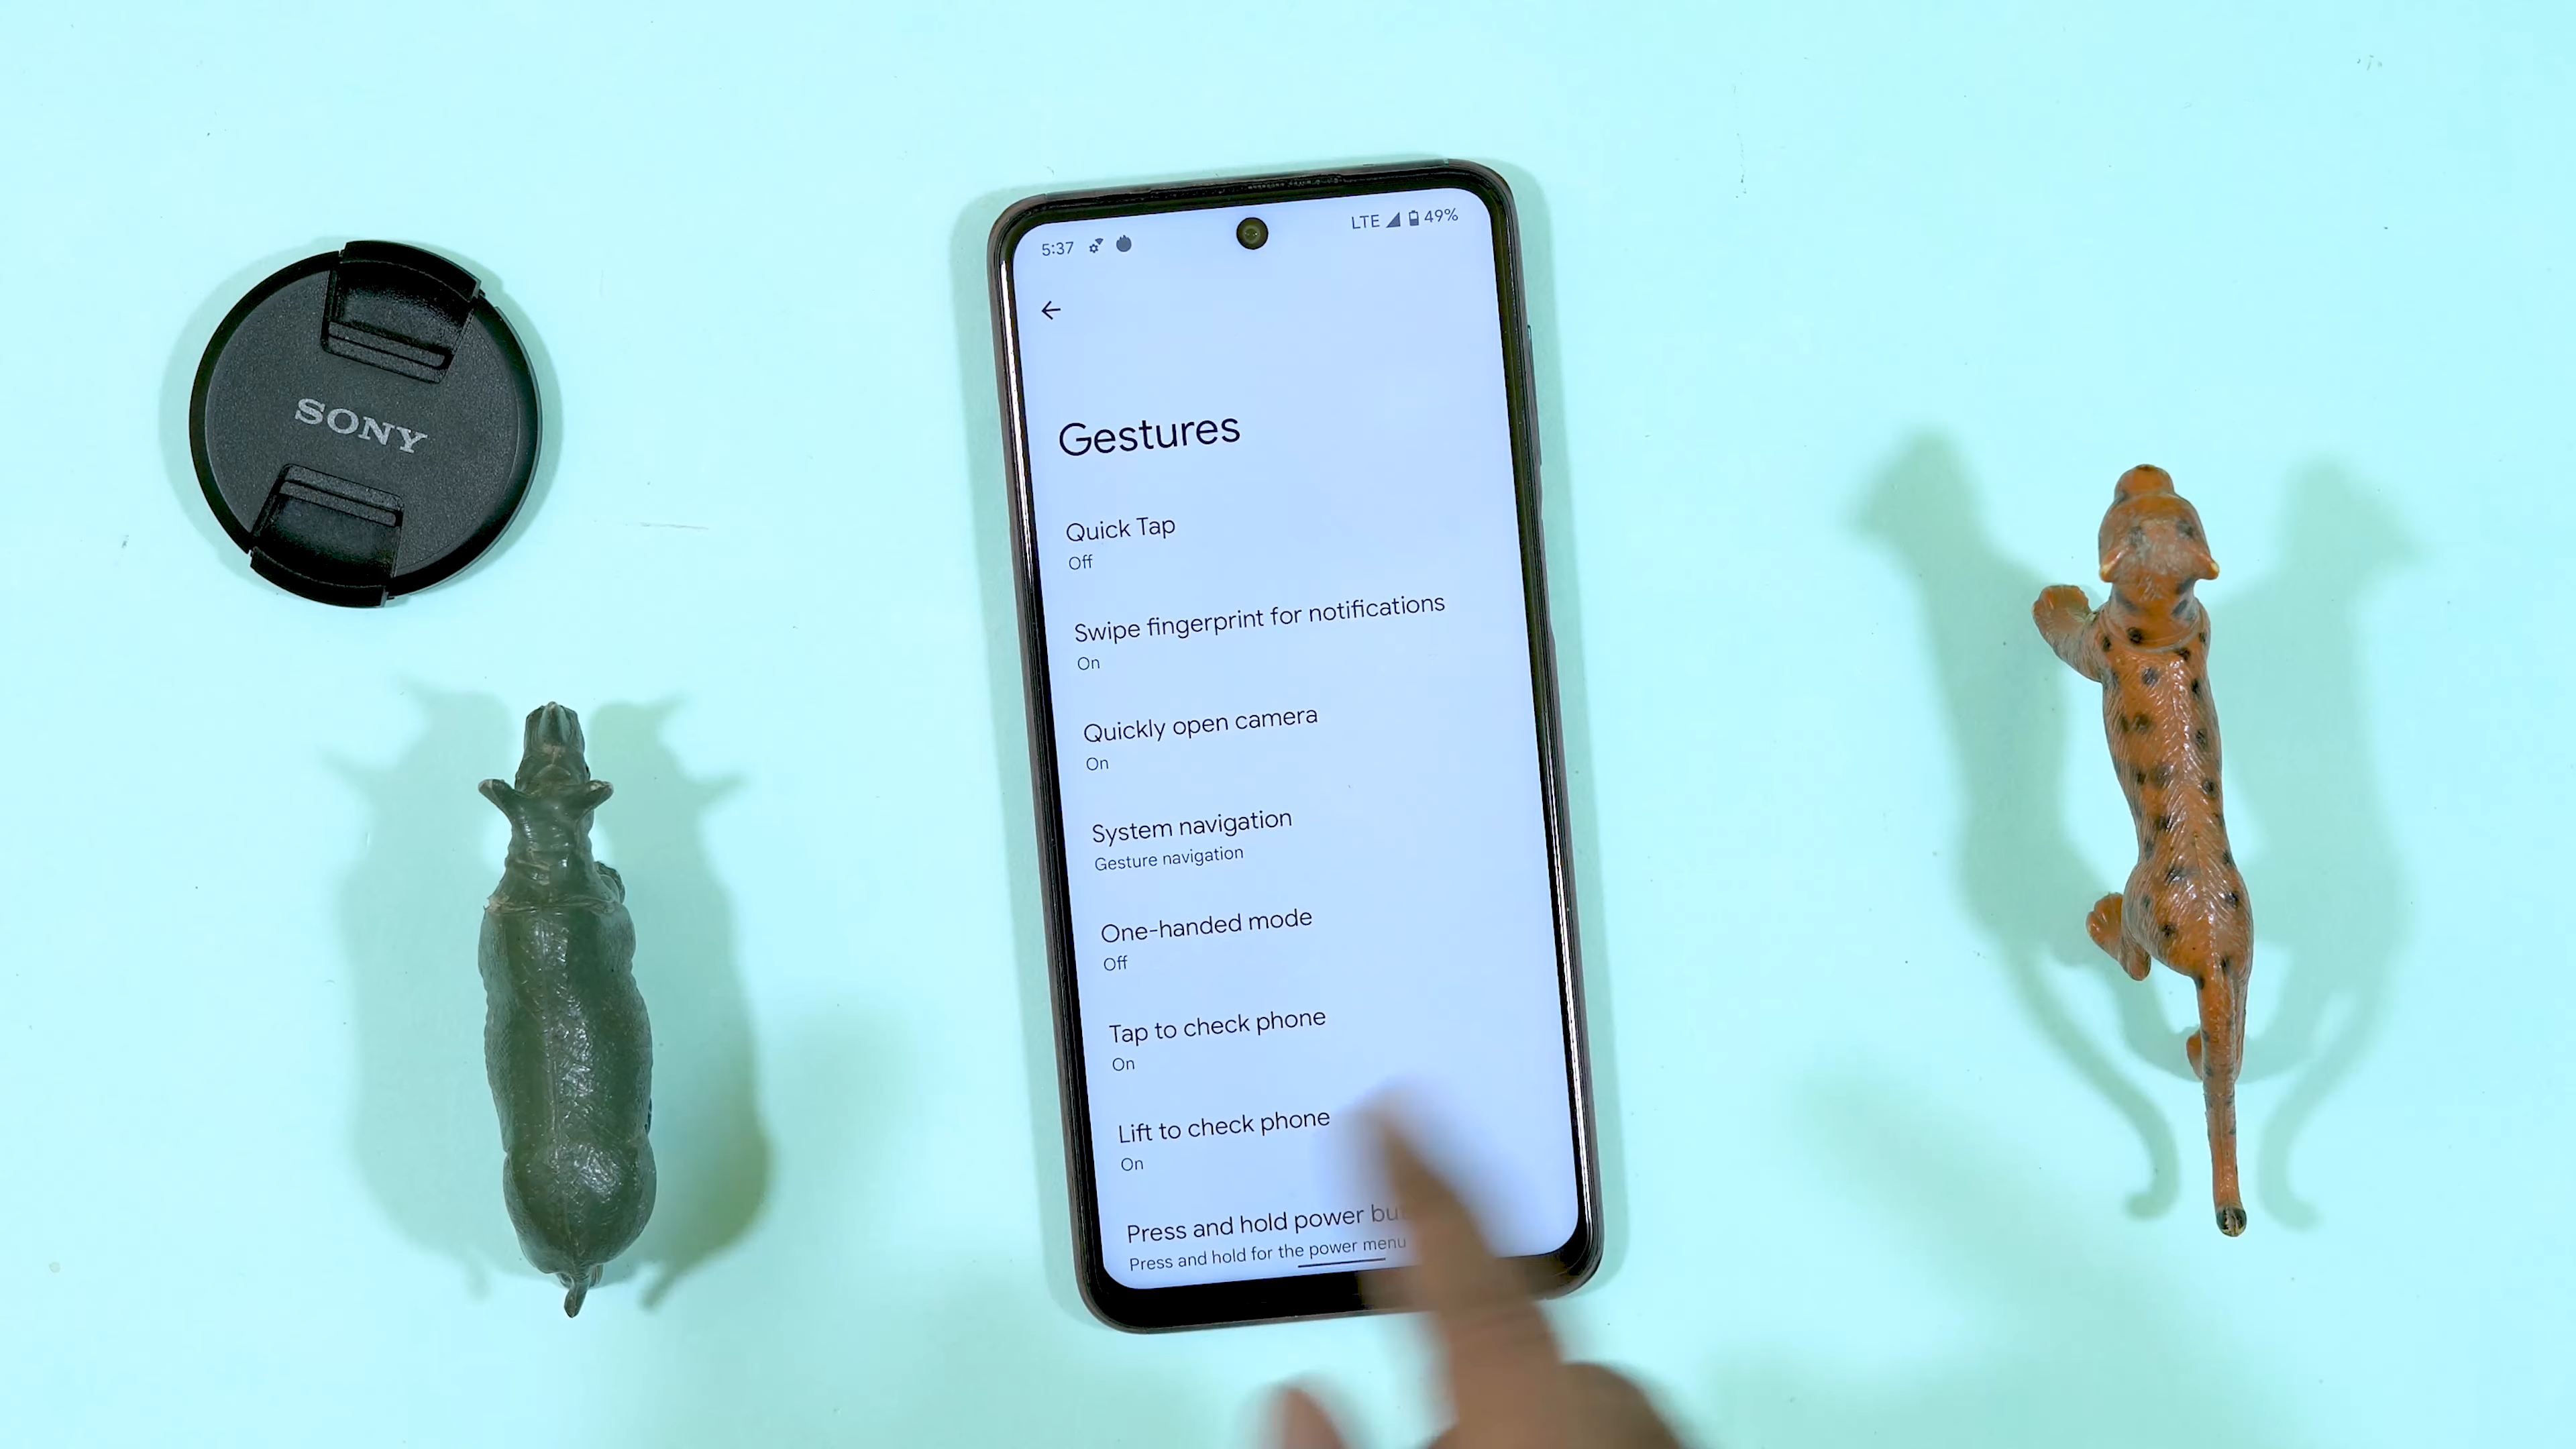 SONY
5:37
LTE 49%
Gestures
Quick Tap
Off
Swipe fingerprint for notifications
On
Quickly open camera
On
System navigation
Gesture navigation
One-handed mode
Off
Tap to check phone
On
Lift to check phone
On
Press and hold power
Press and hold for the power menu